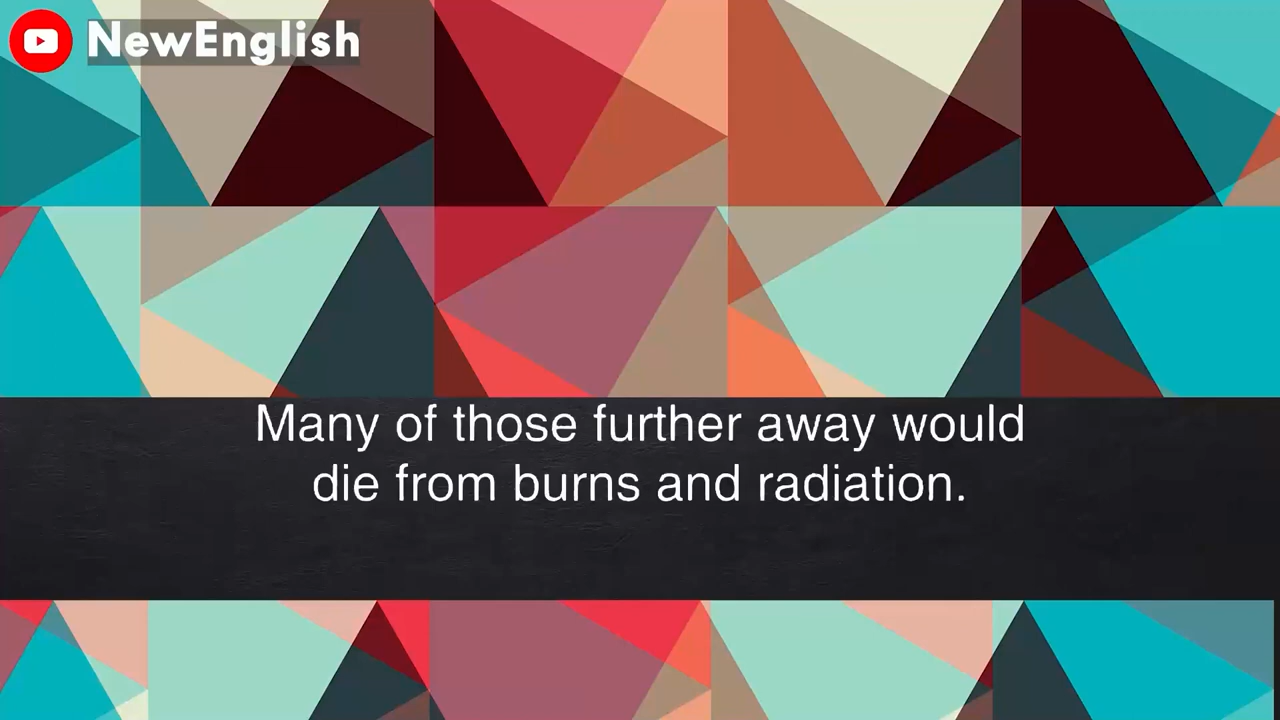 NewEnglish
Many of those further away would
die from burns and radiation.